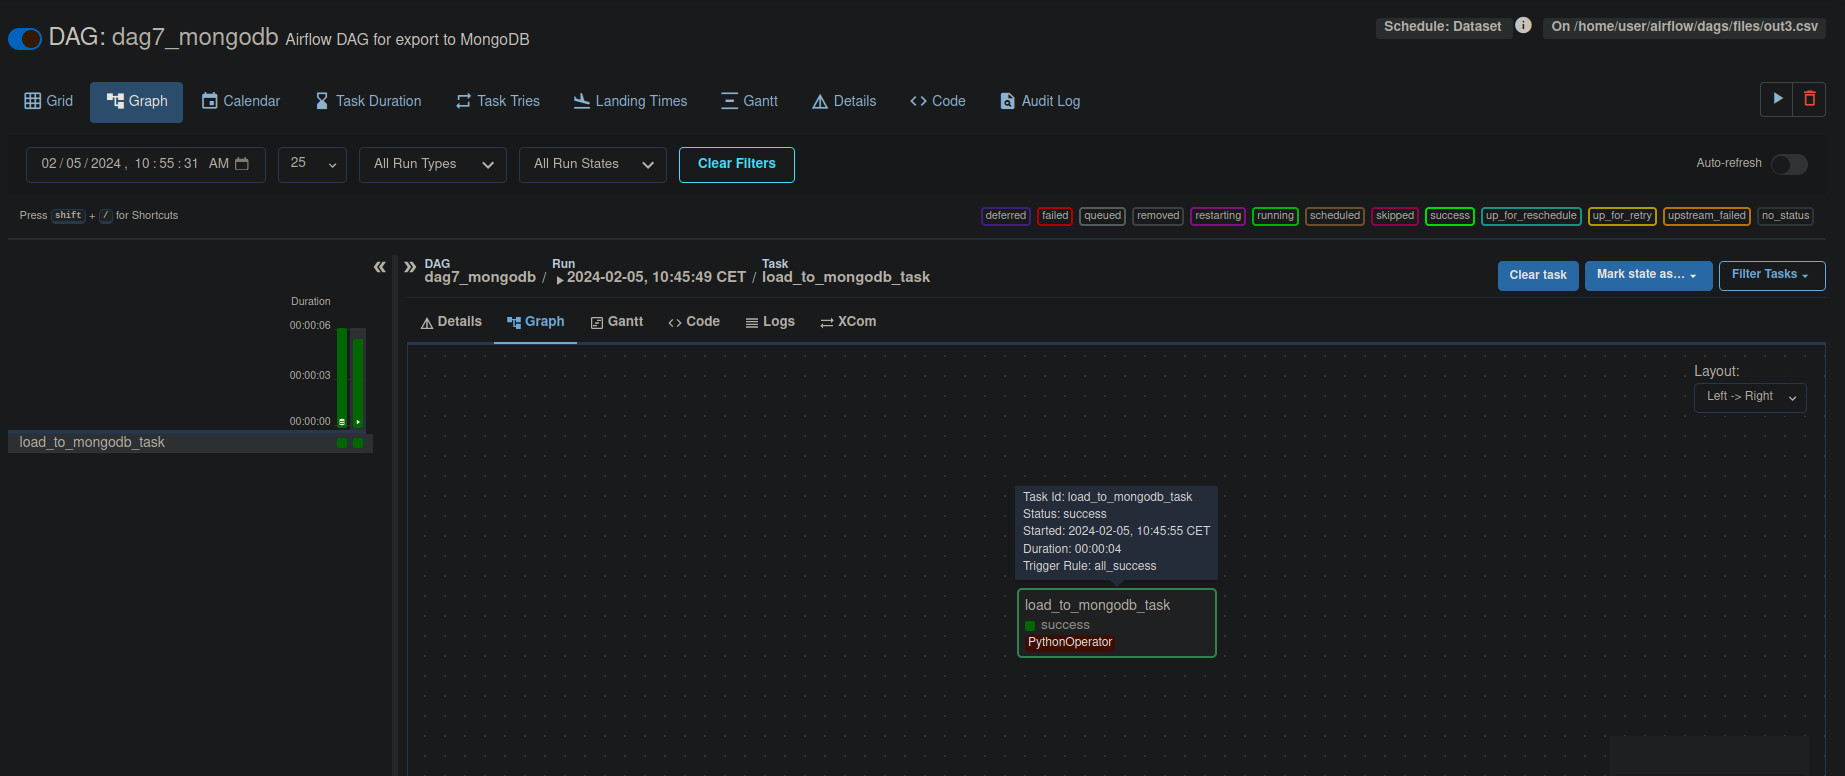 DAG: dag7_mongodb Airflow DAG for export to MongoDB
Schedule: Dataset
On /home/user/airflow/dags/files/out3.csv
Grid
Graph
Calendar
Task Duration
Task Tries
Landing Times
Gantt
Details
Code
Audit Log
02/05/2024, 10:55:31 AM
25
All Run Types
All Run States
Clear Filters
Auto-refresh
Press shift + / for Shortcuts
deferred
failed
queued
removed
restarting
running
scheduled
skipped
success
up_for_reschedule
up_for_retry
upstream_failed
no_status
DAG
dag7_mongodb /
Run
2024-02-05, 10:45:49 CET /
Task
load_to_mongodb_task
Clear task
Mark state as...
Filter Tasks
Duration
00:00:06
00:00:03
00:00:00
load_to_mongodb_task
Details
Graph
Gantt
Code
Logs
XCom
Layout:
Left -> Right
Task Id: load_to_mongodb_task
Status: success
Started: 2024-02-05, 10:45:55 CET
Duration: 00:00:04
Trigger Rule: all_success
load_to_mongodb_task
success
PythonOperator